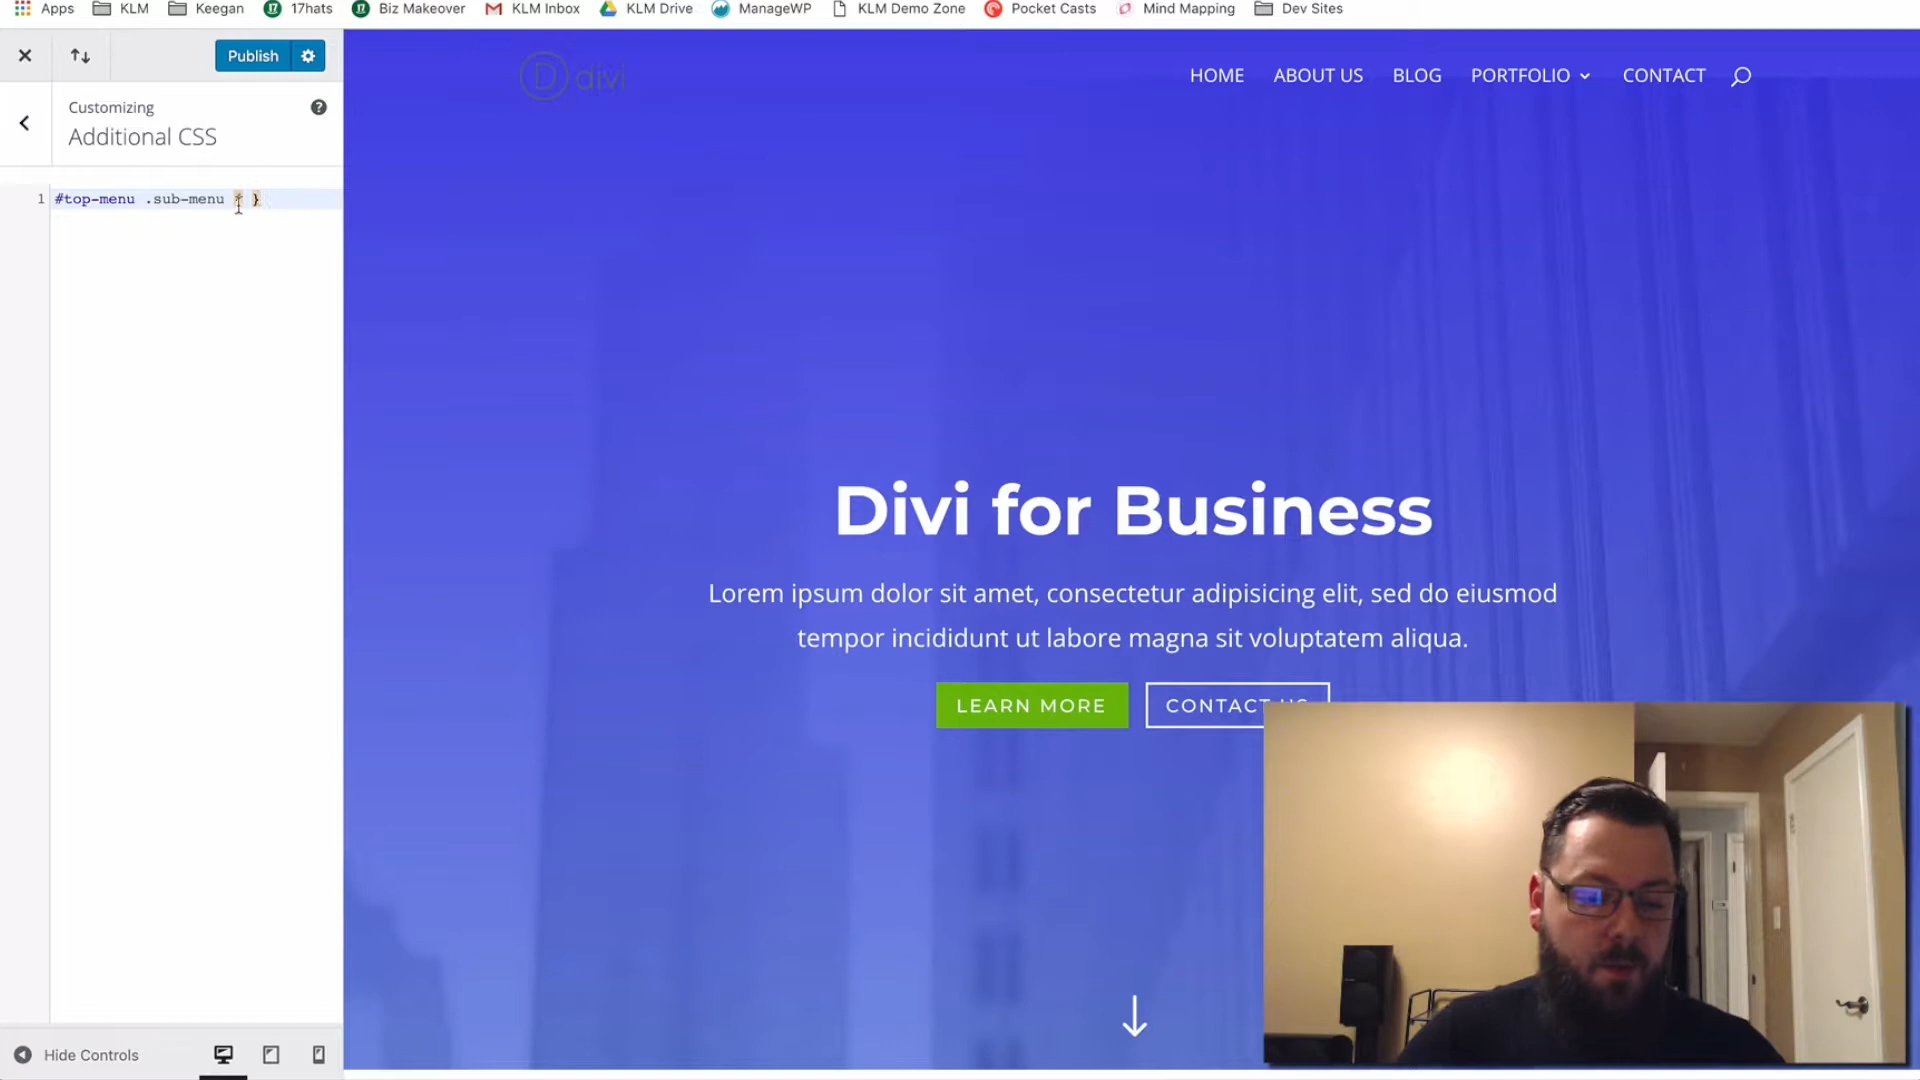 Apps KLM Keegan 17hats Biz Makeover KLM Inbox KLM Drive ManageWP KLM Demo Zone Pocket Casts Mind Mapping Dev Sites
Publish
Customizing
Additional CSS
1 #top-menu .sub-menu { }
D divi
HOME ABOUT US BLOG PORTFOLIO CONTACT
Divi for Business
Lorem ipsum dolor sit amet, consectetur adipisicing elit, sed do eiusmod
tempor incididunt ut labore magna sit voluptatem aliqua.
LEARN MORE CONTACT US
Hide Controls